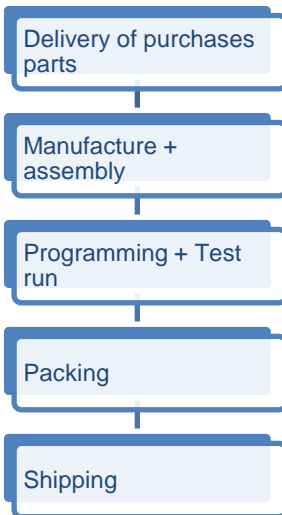 Delivery of purchases
parts
Manufacture +
assembly
Programming + Test
run
Packing
Shipping